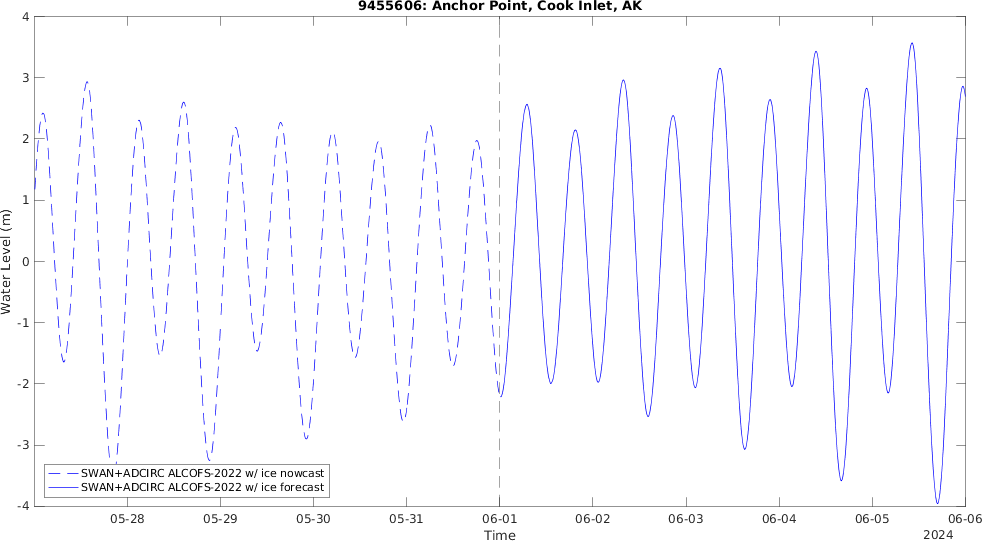 9455606: Anchor Point, Cook Inlet, AK
4
3
2
1
0
-1
-2
-3
-4
Water Level (m)
SWAN+ADCIRC ALCOFS-2022 w/ ice nowcast
SWAN+ADCIRC ALCOFS-2022 w/ ice forecast
05-28 05-29 05-30 05-31 06-01 06-02 06-03 06-04 06-05 06-06
Time
2024